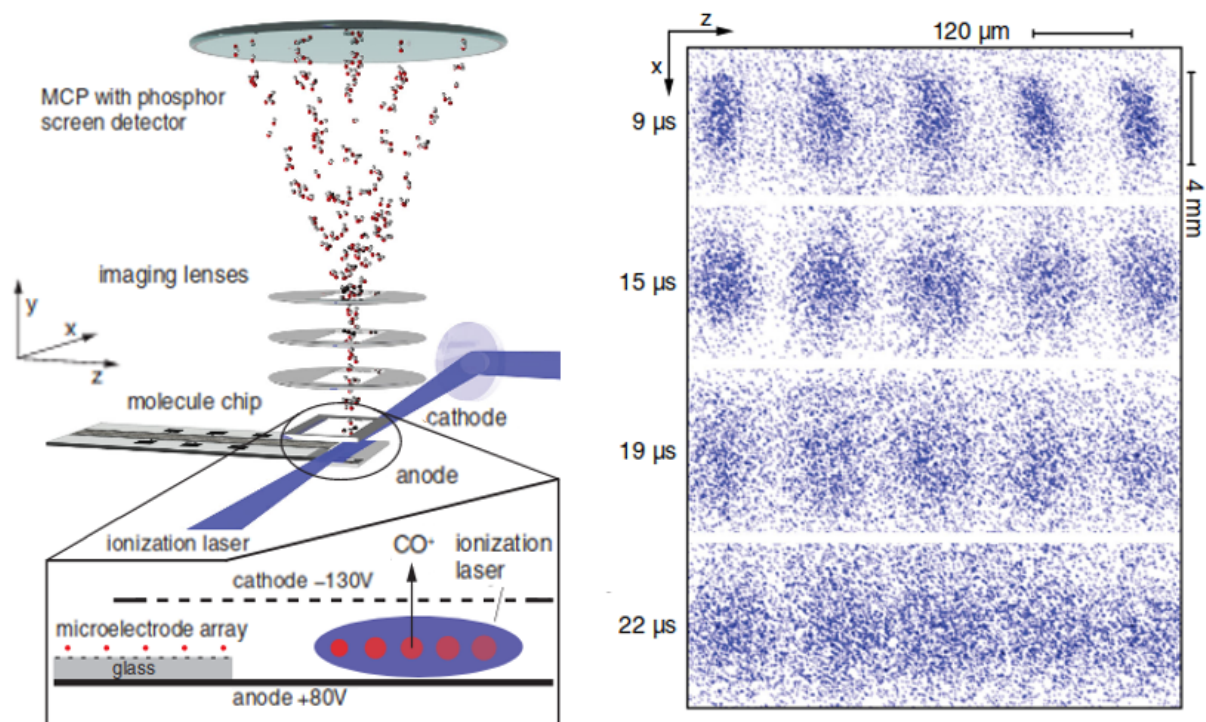 MCP with phosphor
screen detector
imaging lenses
y
x
z
molecule chip
cathode
anode
ionization laser
CO⁺
ionization
laser
cathode –130V
microelectrode array
glass
anode +80V
z
120 µm
x
9 µs
4 mm
15 µs
19 µs
22 µs